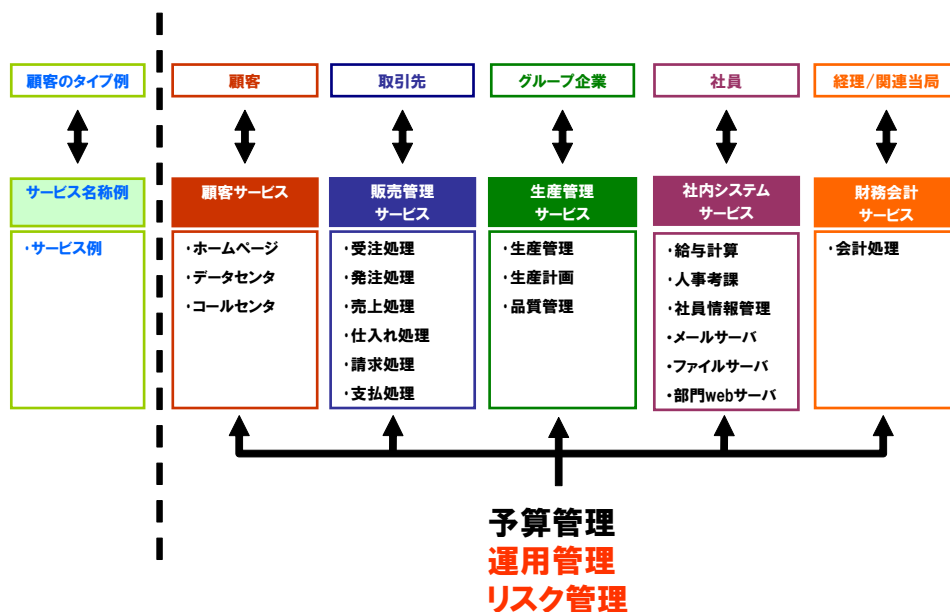 顧客のタイプ例
顧客
取引先
グループ企業
社員
経理/関連当局
サービス名称例
顧客サービス
販売管理
サービス
生産管理
サービス
社内システム
サービス
財務会計
サービス
・サービス例
・ホームページ
・データセンタ
・コールセンタ
・受注処理
・発注処理
・売上処理
・仕入れ処理
・請求処理
・支払処理
・生産管理
・生産計画
・品質管理
・給与計算
・人事考課
・社員情報管理
・メールサーバ
・ファイルサーバ
・部門webサーバ
・会計処理
予算管理
運用管理
リスク管理